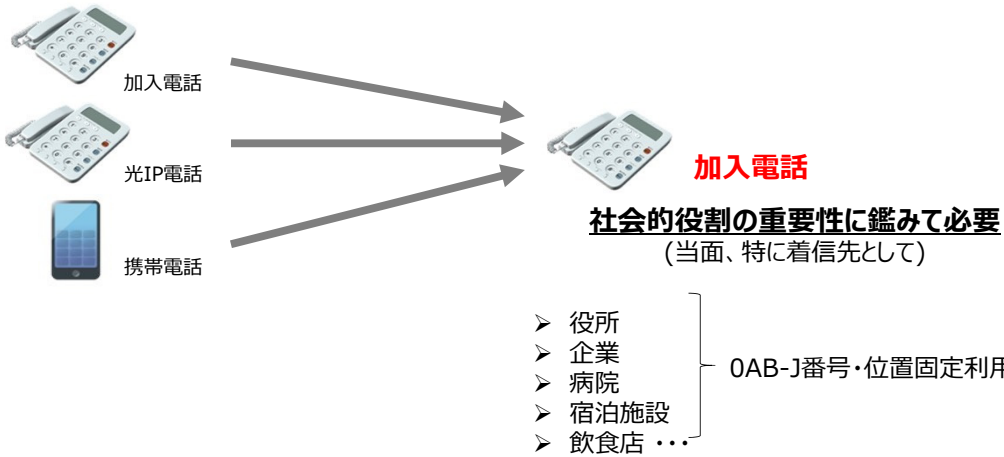 加入電話
光IP電話
携帯電話
加入電話
社会的役割の重要性に鑑みて必要
(当面、特に着信先として)
➢ 役所
➢ 企業
➢ 病院
➢ 宿泊施設
➢ 飲食店 ・・・
0AB-J番号・位置固定利用